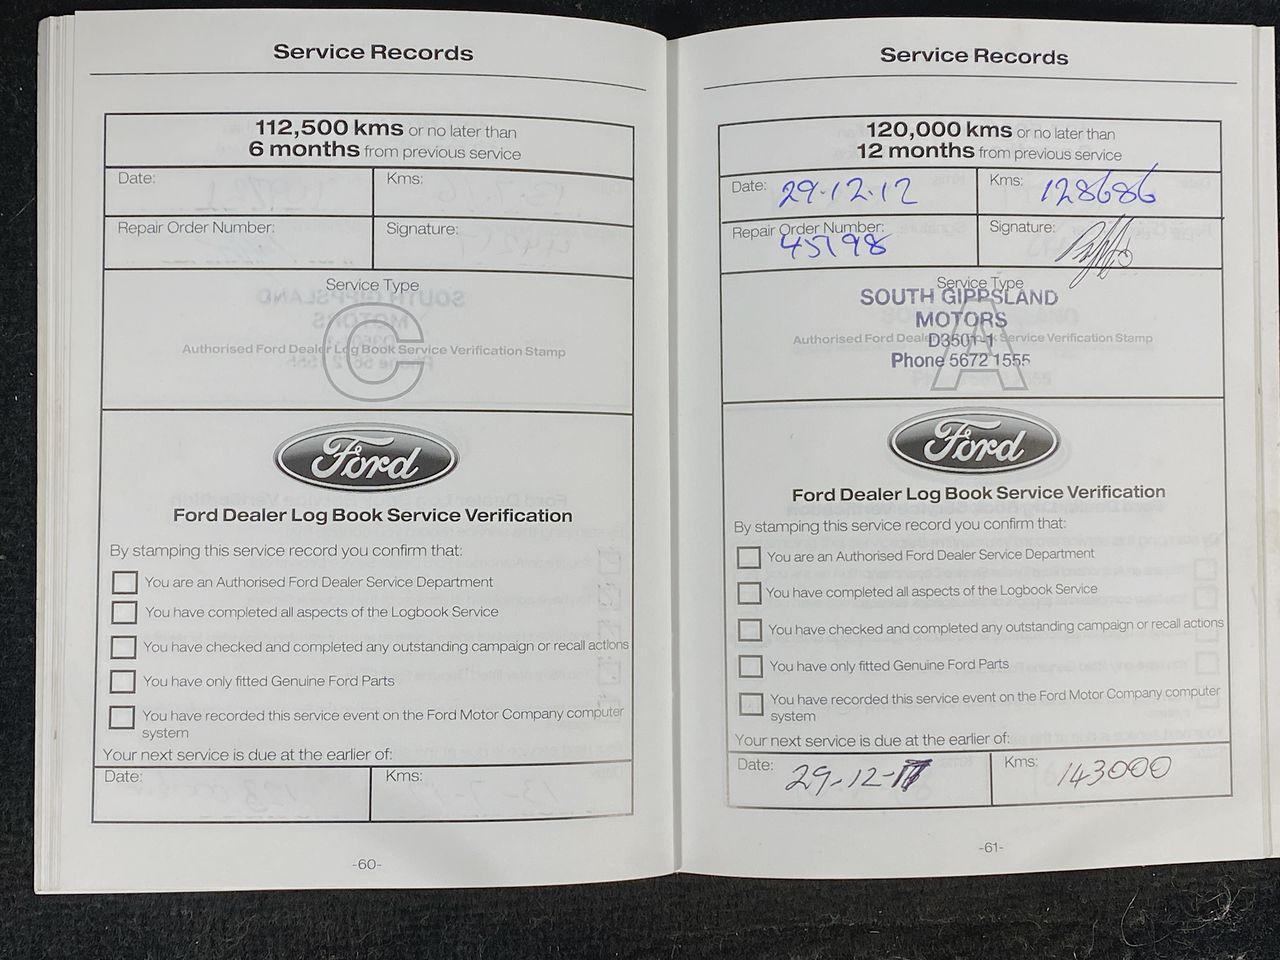 Service Records
112,500 kms or no later than
6 months from previous service
Date:
Kms:
Repair Order Number:
Signature:
Service Type
C
Authorised Ford Dealer Log Book Service Verification Stamp
Ford
Ford Dealer Log Book Service Verification
By stamping this service record you confirm that:
You are an Authorised Ford Dealer Service Department
You have completed all aspects of the Logbook Service
You have checked and completed any outstanding campaign or recall actions
You have only fitted Genuine Ford Parts
You have recorded this service event on the Ford Motor Company computer
system
Your next service is due at the earlier of:
Date:
Kms:
-60-
Service Records
120,000 kms or no later than
12 months from previous service
Date: 29.12.12
Kms: 128686
Repair Order Number:
45198
Signature:
Service Type
SOUTH GIPPSLAND
MOTORS
A
Authorised Ford Dealer Log Book Service Verification Stamp
D3501-1
Phone 5672 1555
Ford
Ford Dealer Log Book Service Verification
By stamping this service record you confirm that:
You are an Authorised Ford Dealer Service Department
You have completed all aspects of the Logbook Service
You have checked and completed any outstanding campaign or recall actions
You have only fitted Genuine Ford Parts
You have recorded this service event on the Ford Motor Company computer
system
Your next service is due at the earlier of:
Date: 29-12-
Kms: 143000
-61-